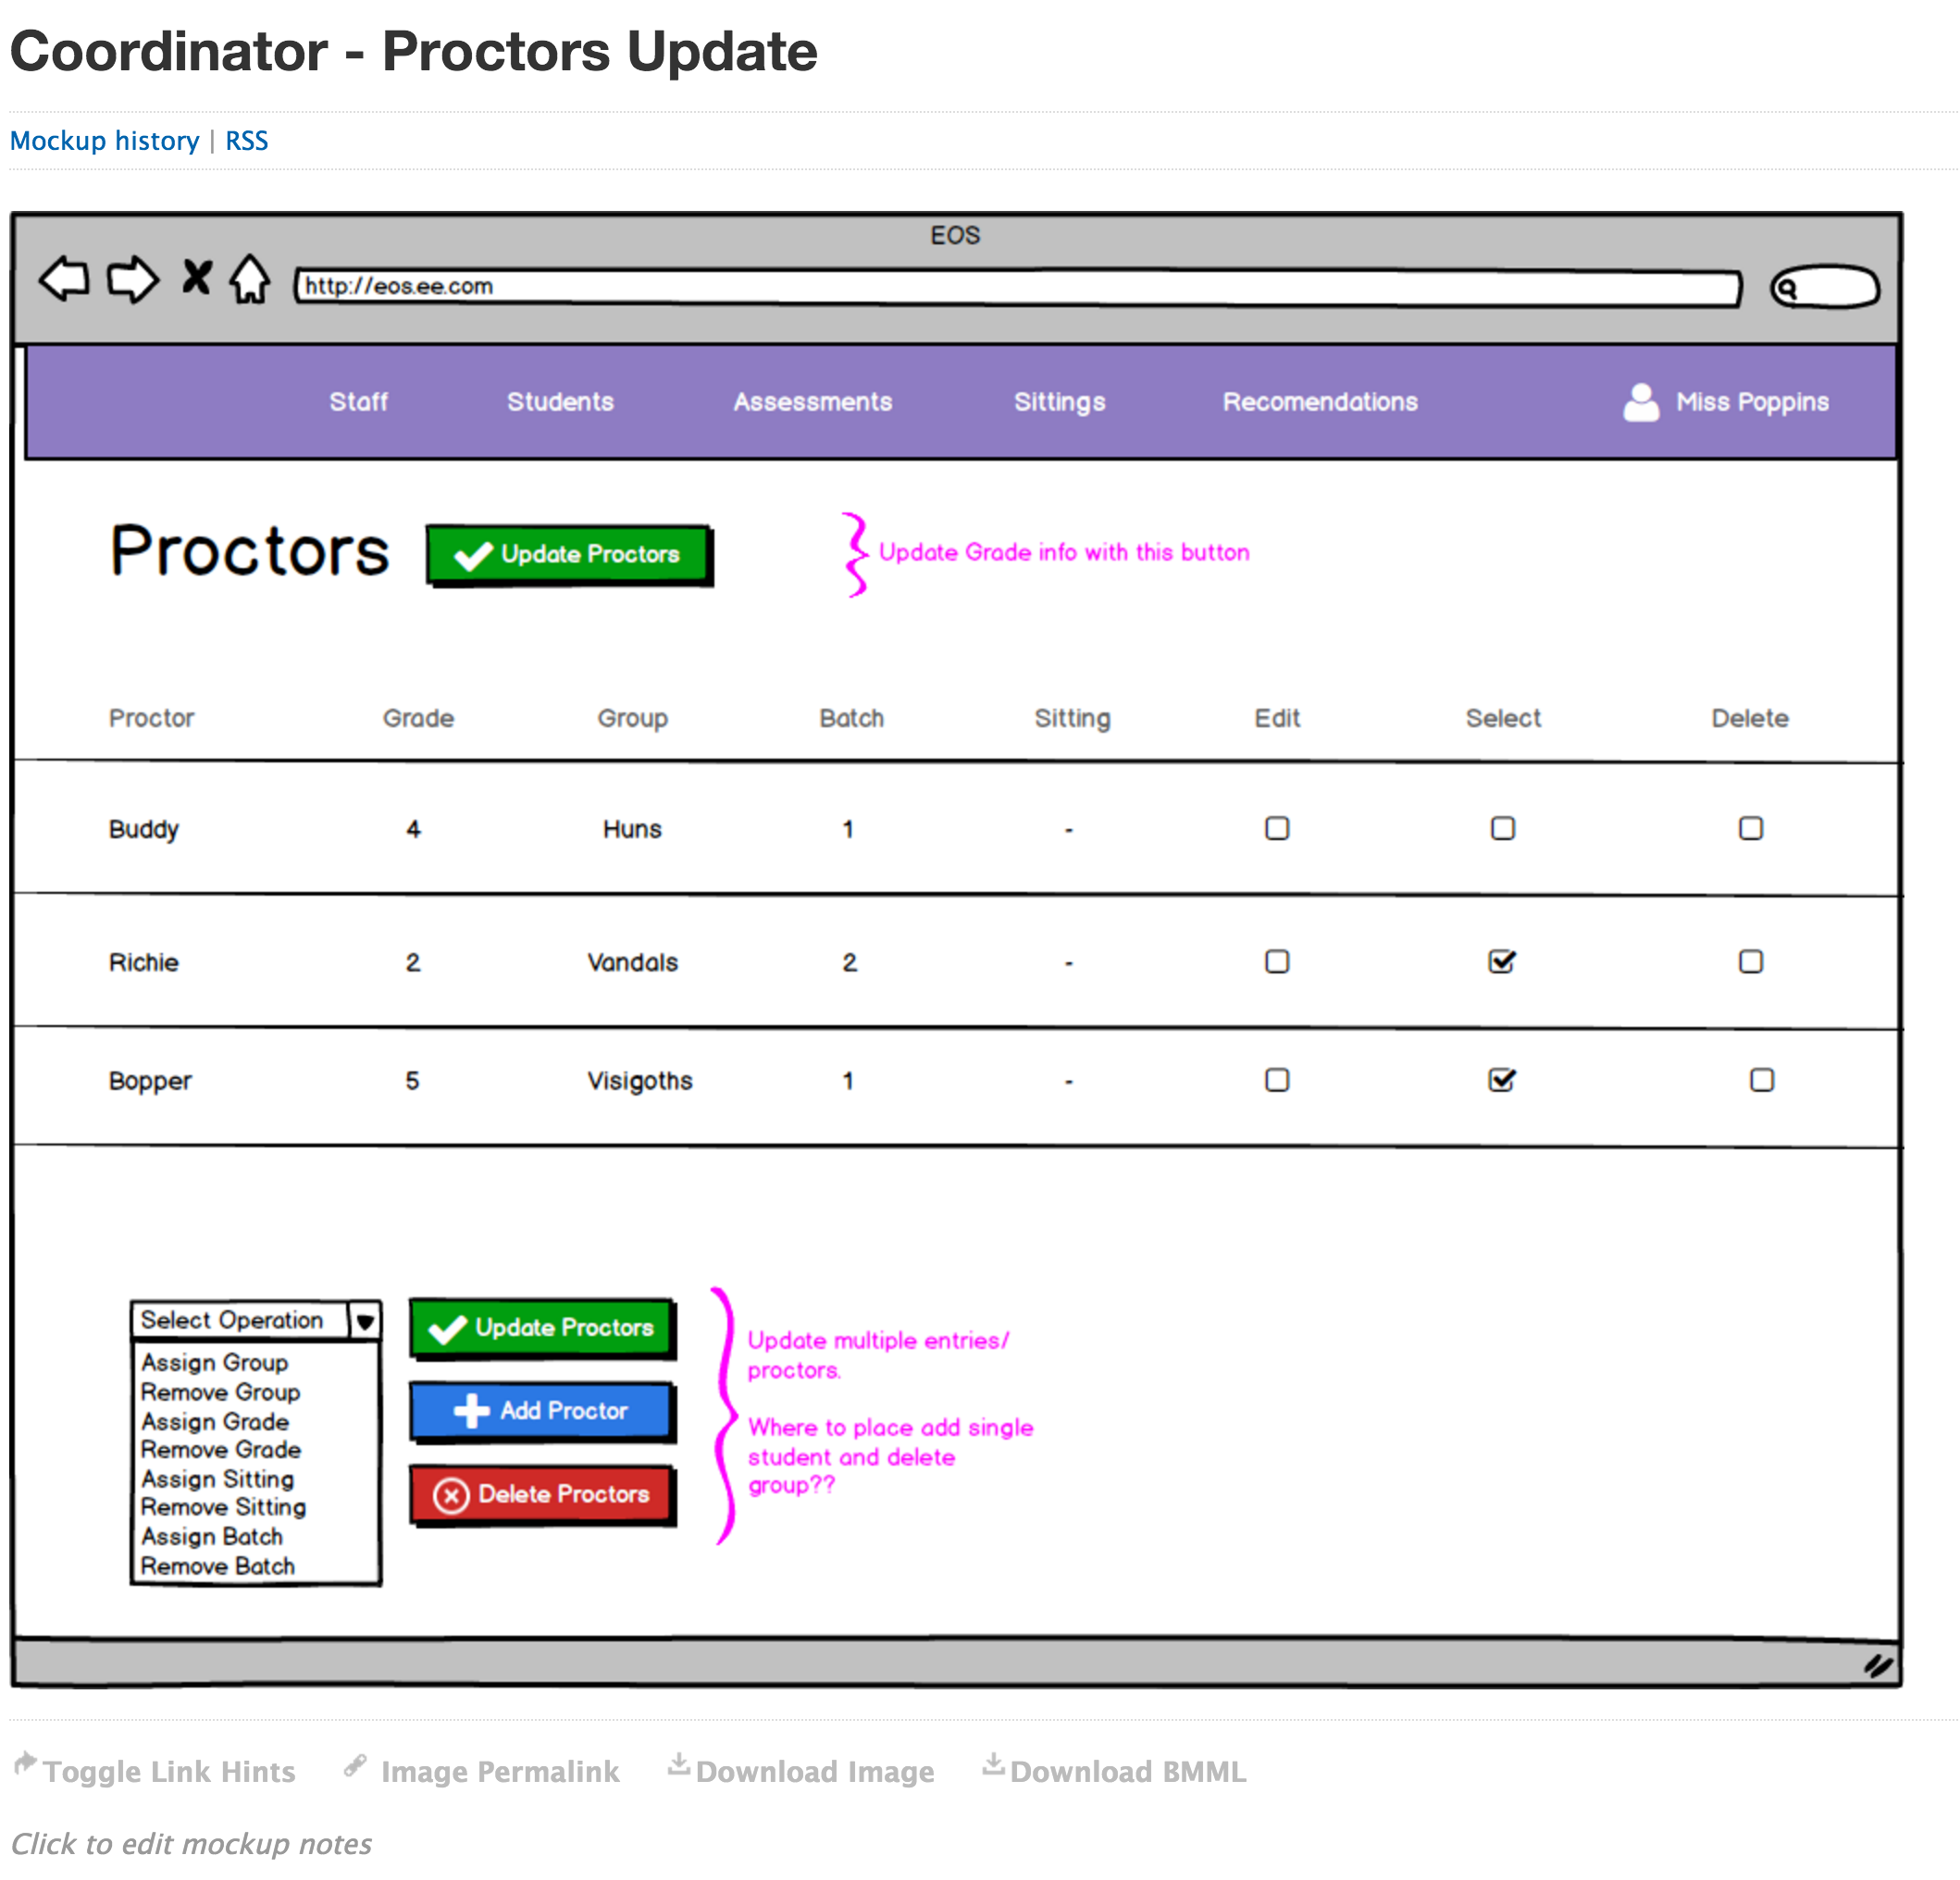 Coordinator - Proctors Update
Mockup history | RSS
EOS
http://eos.ee.com
Staff Students Assessments Sittings Recomendations Miss Poppins
Proctors Update Proctors Update Grade info with this button
Proctor Grade Group Batch Sitting Edit Select Delete
Buddy 4 Huns 1 -
Richie 2 Vandals 2 -
Bopper 5 Visigoths 1 -
Select Operation
Assign Group
Remove Group
Assign Grade
Remove Grade
Assign Sitting
Remove Sitting
Assign Batch
Remove Batch
Update Proctors
Add Proctor
Delete Proctors
Update multiple entries/
proctors.
Where to place add single
student and delete
group??
Toggle Link Hints Image Permalink Download Image Download BMML
Click to edit mockup notes